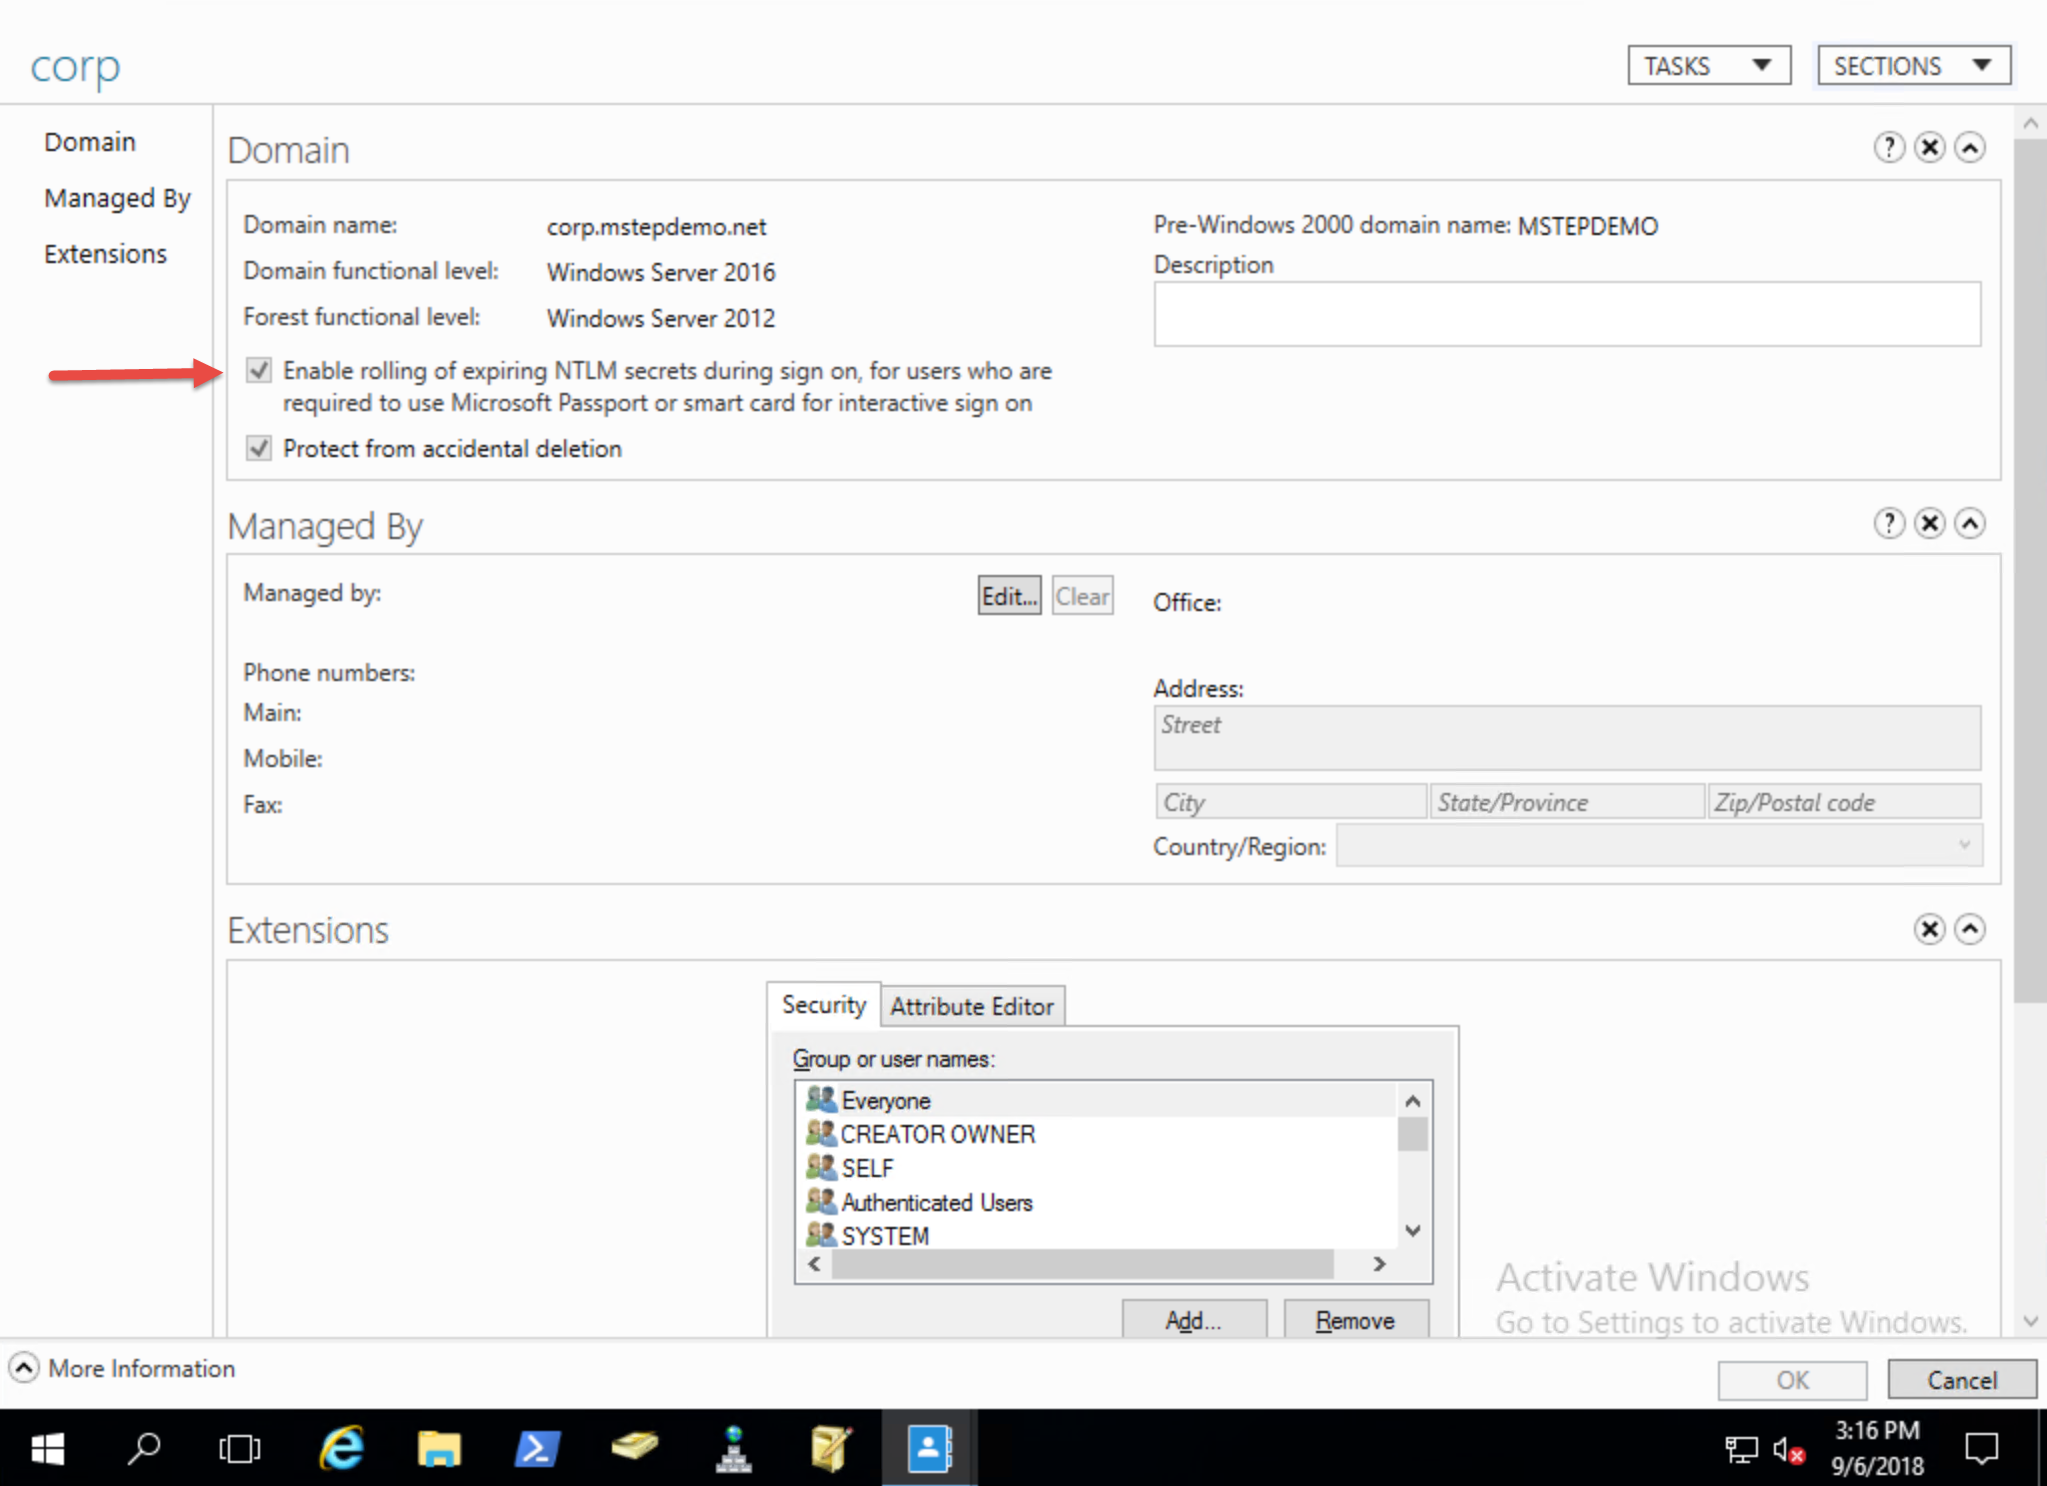 corp
TASKS
SECTIONS
Domain
Managed By
Extensions
Domain
Domain name: corp.mstepdemo.net
Domain functional level: Windows Server 2016
Forest functional level: Windows Server 2012
Enable rolling of expiring NTLM secrets during sign on, for users who are
required to use Microsoft Passport or smart card for interactive sign on
Protect from accidental deletion
Pre-Windows 2000 domain name: MSTEPDEMO
Description
Managed By
Managed by:
Edit... Clear
Phone numbers:
Main:
Mobile:
Fax:
Office:
Address:
Street
City State/Province Zip/Postal code
Country/Region:
Extensions
Security Attribute Editor
Group or user names:
Everyone
CREATOR OWNER
SELF
Authenticated Users
SYSTEM
Add... Remove
Activate Windows
Go to Settings to activate Windows.
More Information
OK Cancel
3:16 PM
9/6/2018